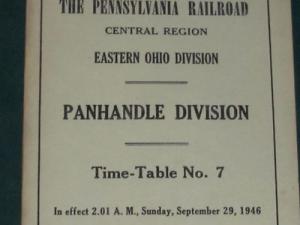 THE PENNSYLVANIA RAILROAD
CENTRAL REGION
EASTERN OHIO DIVISION
PANHANDLE DIVISION
Time-Table No. 7
In effect 2.01 A. M., Sunday, September 29, 1946